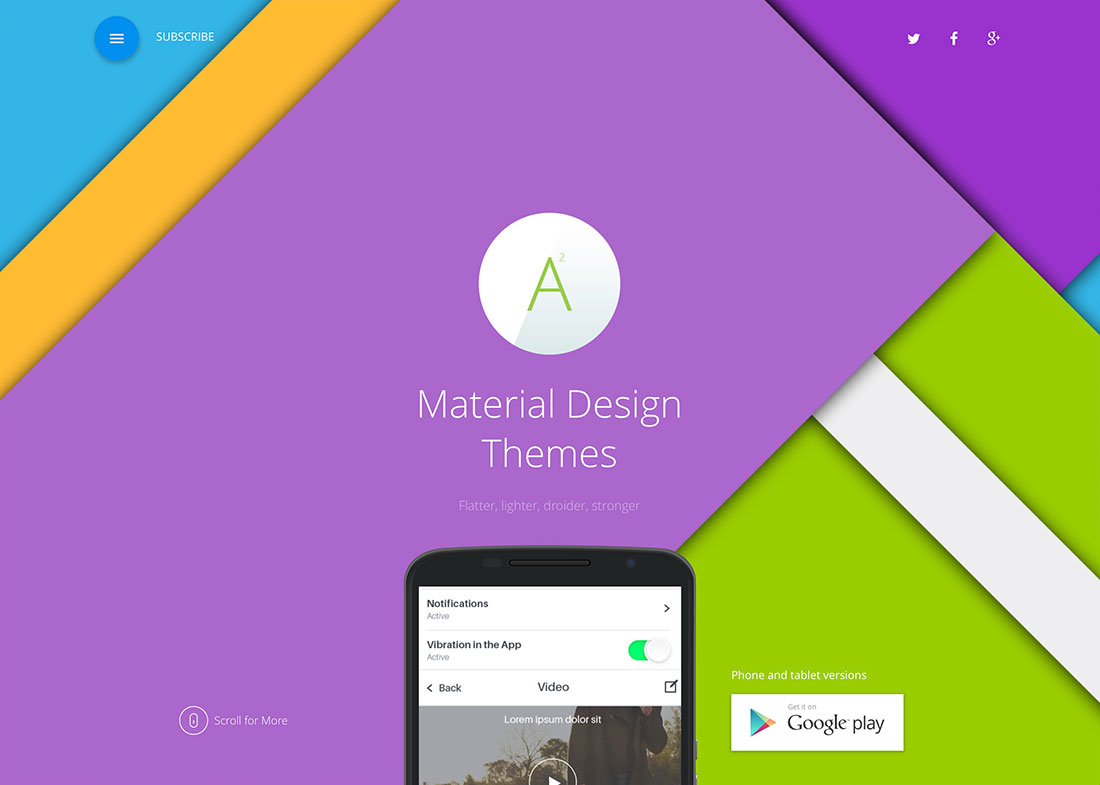 SUBSCRIBE
A²
Material Design
Themes
Flatter, lighter, droider, stronger
Notifications
Active
Vibration in the App
Active
Back
Video
Lorem ipsum dolor sit
Scroll for More
Phone and tablet versions
Get it on
Google play